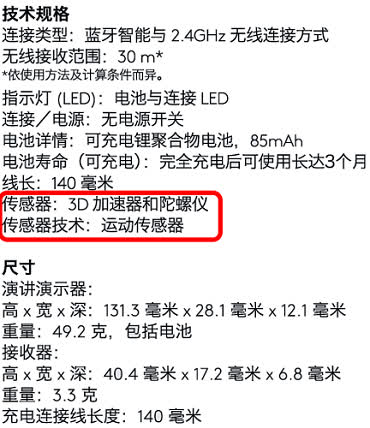 技术规格
连接类型：蓝牙智能与 2.4GHz 无线连接方式
无线接收范围：30 m*
*依使用方法及计算条件而异。
指示灯 (LED)：电池与连接 LED
连接／电源：无电源开关
电池详情：可充电锂聚合物电池，85mAh
电池寿命（可充电）：完全充电后可使用长达3个月
线长：140 毫米
传感器：3D 加速器和陀螺仪
传感器技术：运动传感器
尺寸
演讲演示器：
高 x 宽 x 深：131.3 毫米 x 28.1 毫米 x 12.1 毫米
重量：49.2 克，包括电池
接收器：
高 x 宽 x 深：40.4 毫米 x 17.2 毫米 x 6.8 毫米
重量：3.3 克
充电连接线长度：140 毫米